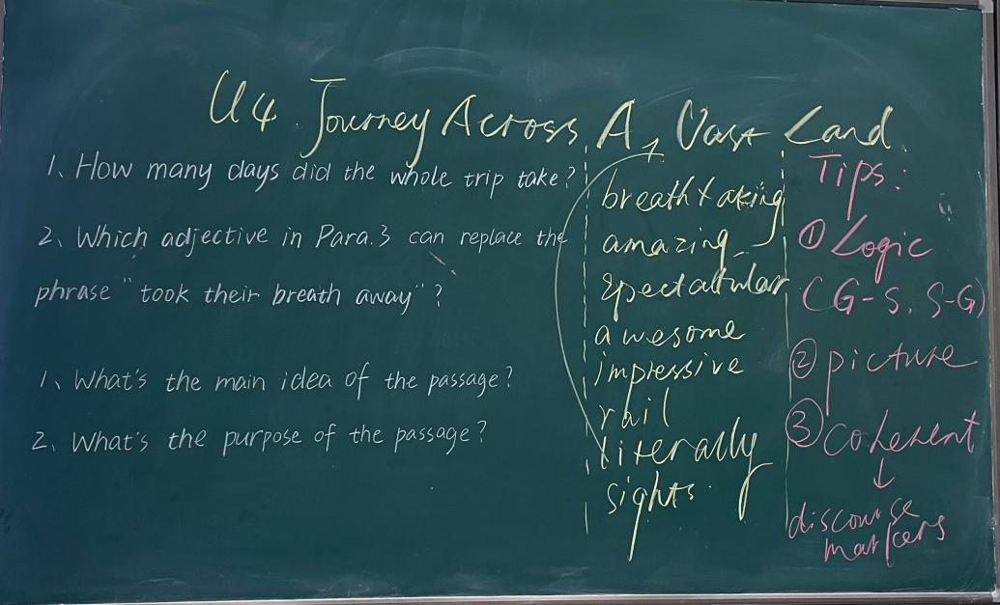 U4 Journey Across A Vast Land
1、How many days did the whole trip take?
2、Which adjective in Para.3 can replace the
phrase "took their breath away"?
1、What's the main idea of the passage?
2、What's the purpose of the passage?
breathtaking
amazing
awesome
impressive
rail
literally
sights
Tips:
① Logic
(G-S, S-G)
② picture
③ coherent
↓
discourse
markers